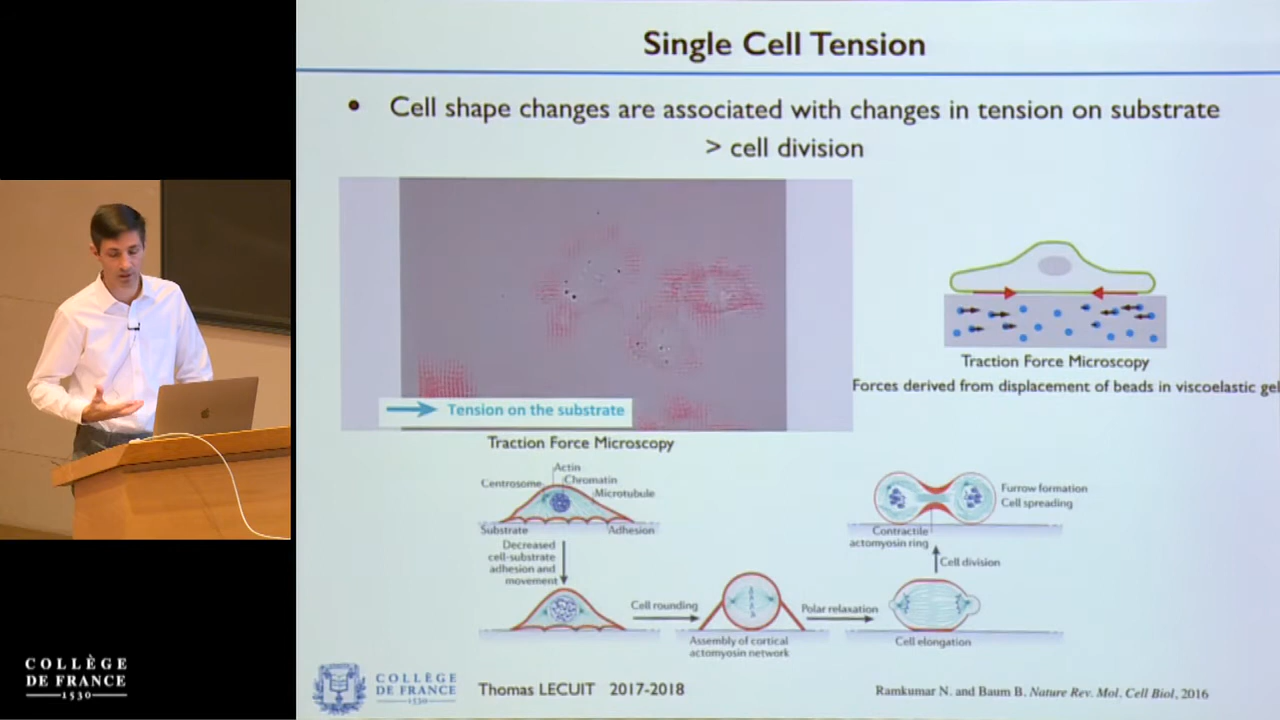 Single Cell Tension
• Cell shape changes are associated with changes in tension on substrate
> cell division
Tension on the substrate
Traction Force Microscopy
Traction Force Microscopy
Forces derived from displacement of beads in viscoelastic gel
Actin
Centrosome
Chromatin
Microtubule
Substrate
Adhesion
Decreased
cell-substrate
adhesion and
movement
Cell rounding
Assembly of cortical
actomyosin network
Polar relaxation
Cell elongation
Cell division
Contractile
actomyosin ring
Furrow formation
Cell spreading
COLLÈGE
DE FRANCE
1530
COLLÈGE
DE FRANCE
1530
Thomas LECUIT 2017-2018
Ramkumar N. and Baum B. Nature Rev. Mol. Cell Biol, 2016